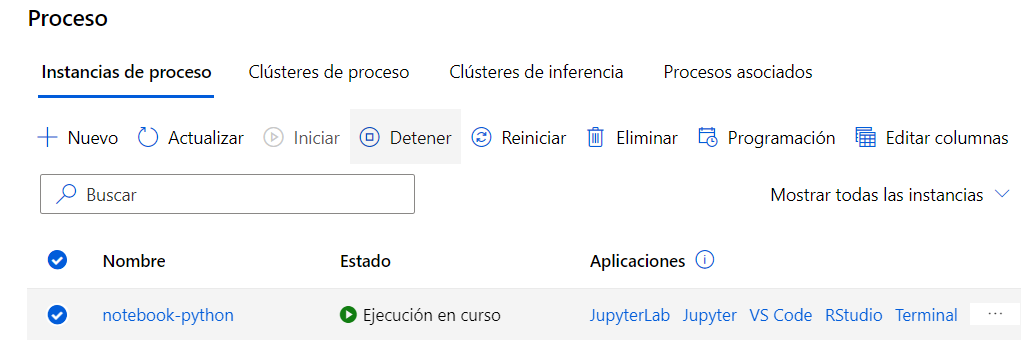 Proceso
Instancias de proceso Clústeres de proceso Clústeres de inferencia Procesos asociados
Nuevo Actualizar Iniciar Detener Reiniciar Eliminar Programación Editar columnas
Buscar Mostrar todas las instancias
Nombre Estado Aplicaciones
notebook-python Ejecución en curso JupyterLab Jupyter VS Code RStudio Terminal ...